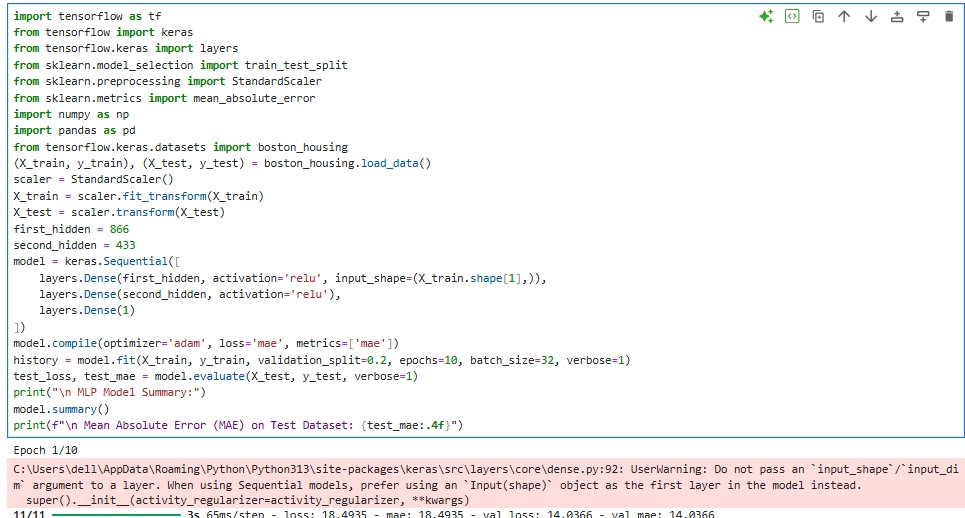 import tensorflow as tf
from tensorflow import keras
from tensorflow.keras import layers
from sklearn.model_selection import train_test_split
from sklearn.preprocessing import StandardScaler
from sklearn.metrics import mean_absolute_error
import numpy as np
import pandas as pd
from tensorflow.keras.datasets import boston_housing
(X_train, y_train), (X_test, y_test) = boston_housing.load_data()
scaler = StandardScaler()
X_train = scaler.fit_transform(X_train)
X_test = scaler.transform(X_test)
first_hidden = 866
second_hidden = 433
model = keras.Sequential([
    layers.Dense(first_hidden, activation='relu', input_shape=(X_train.shape[1],)),
    layers.Dense(second_hidden, activation='relu'),
    layers.Dense(1)
])
model.compile(optimizer='adam', loss='mae', metrics=['mae'])
history = model.fit(X_train, y_train, validation_split=0.2, epochs=10, batch_size=32, verbose=1)
test_loss, test_mae = model.evaluate(X_test, y_test, verbose=1)
print("\n MLP Model Summary:")
model.summary()
print(f"\n Mean Absolute Error (MAE) on Test Dataset: {test_mae:.4f}")
Epoch 1/10
C:\Users\dell\AppData\Roaming\Python\Python313\site-packages\keras\src\layers\core\dense.py:92: UserWarning: Do not pass an `input_shape`/`input_di
m` argument to a layer. When using Sequential models, prefer using an `Input(shape)` object as the first layer in the model instead.
  super().__init__(activity_regularizer=activity_regularizer, **kwargs)
11/11 3s 65ms/step - loss: 18.4935 - mae: 18.4935 - val_loss: 14.0366 - val_mae: 14.0366